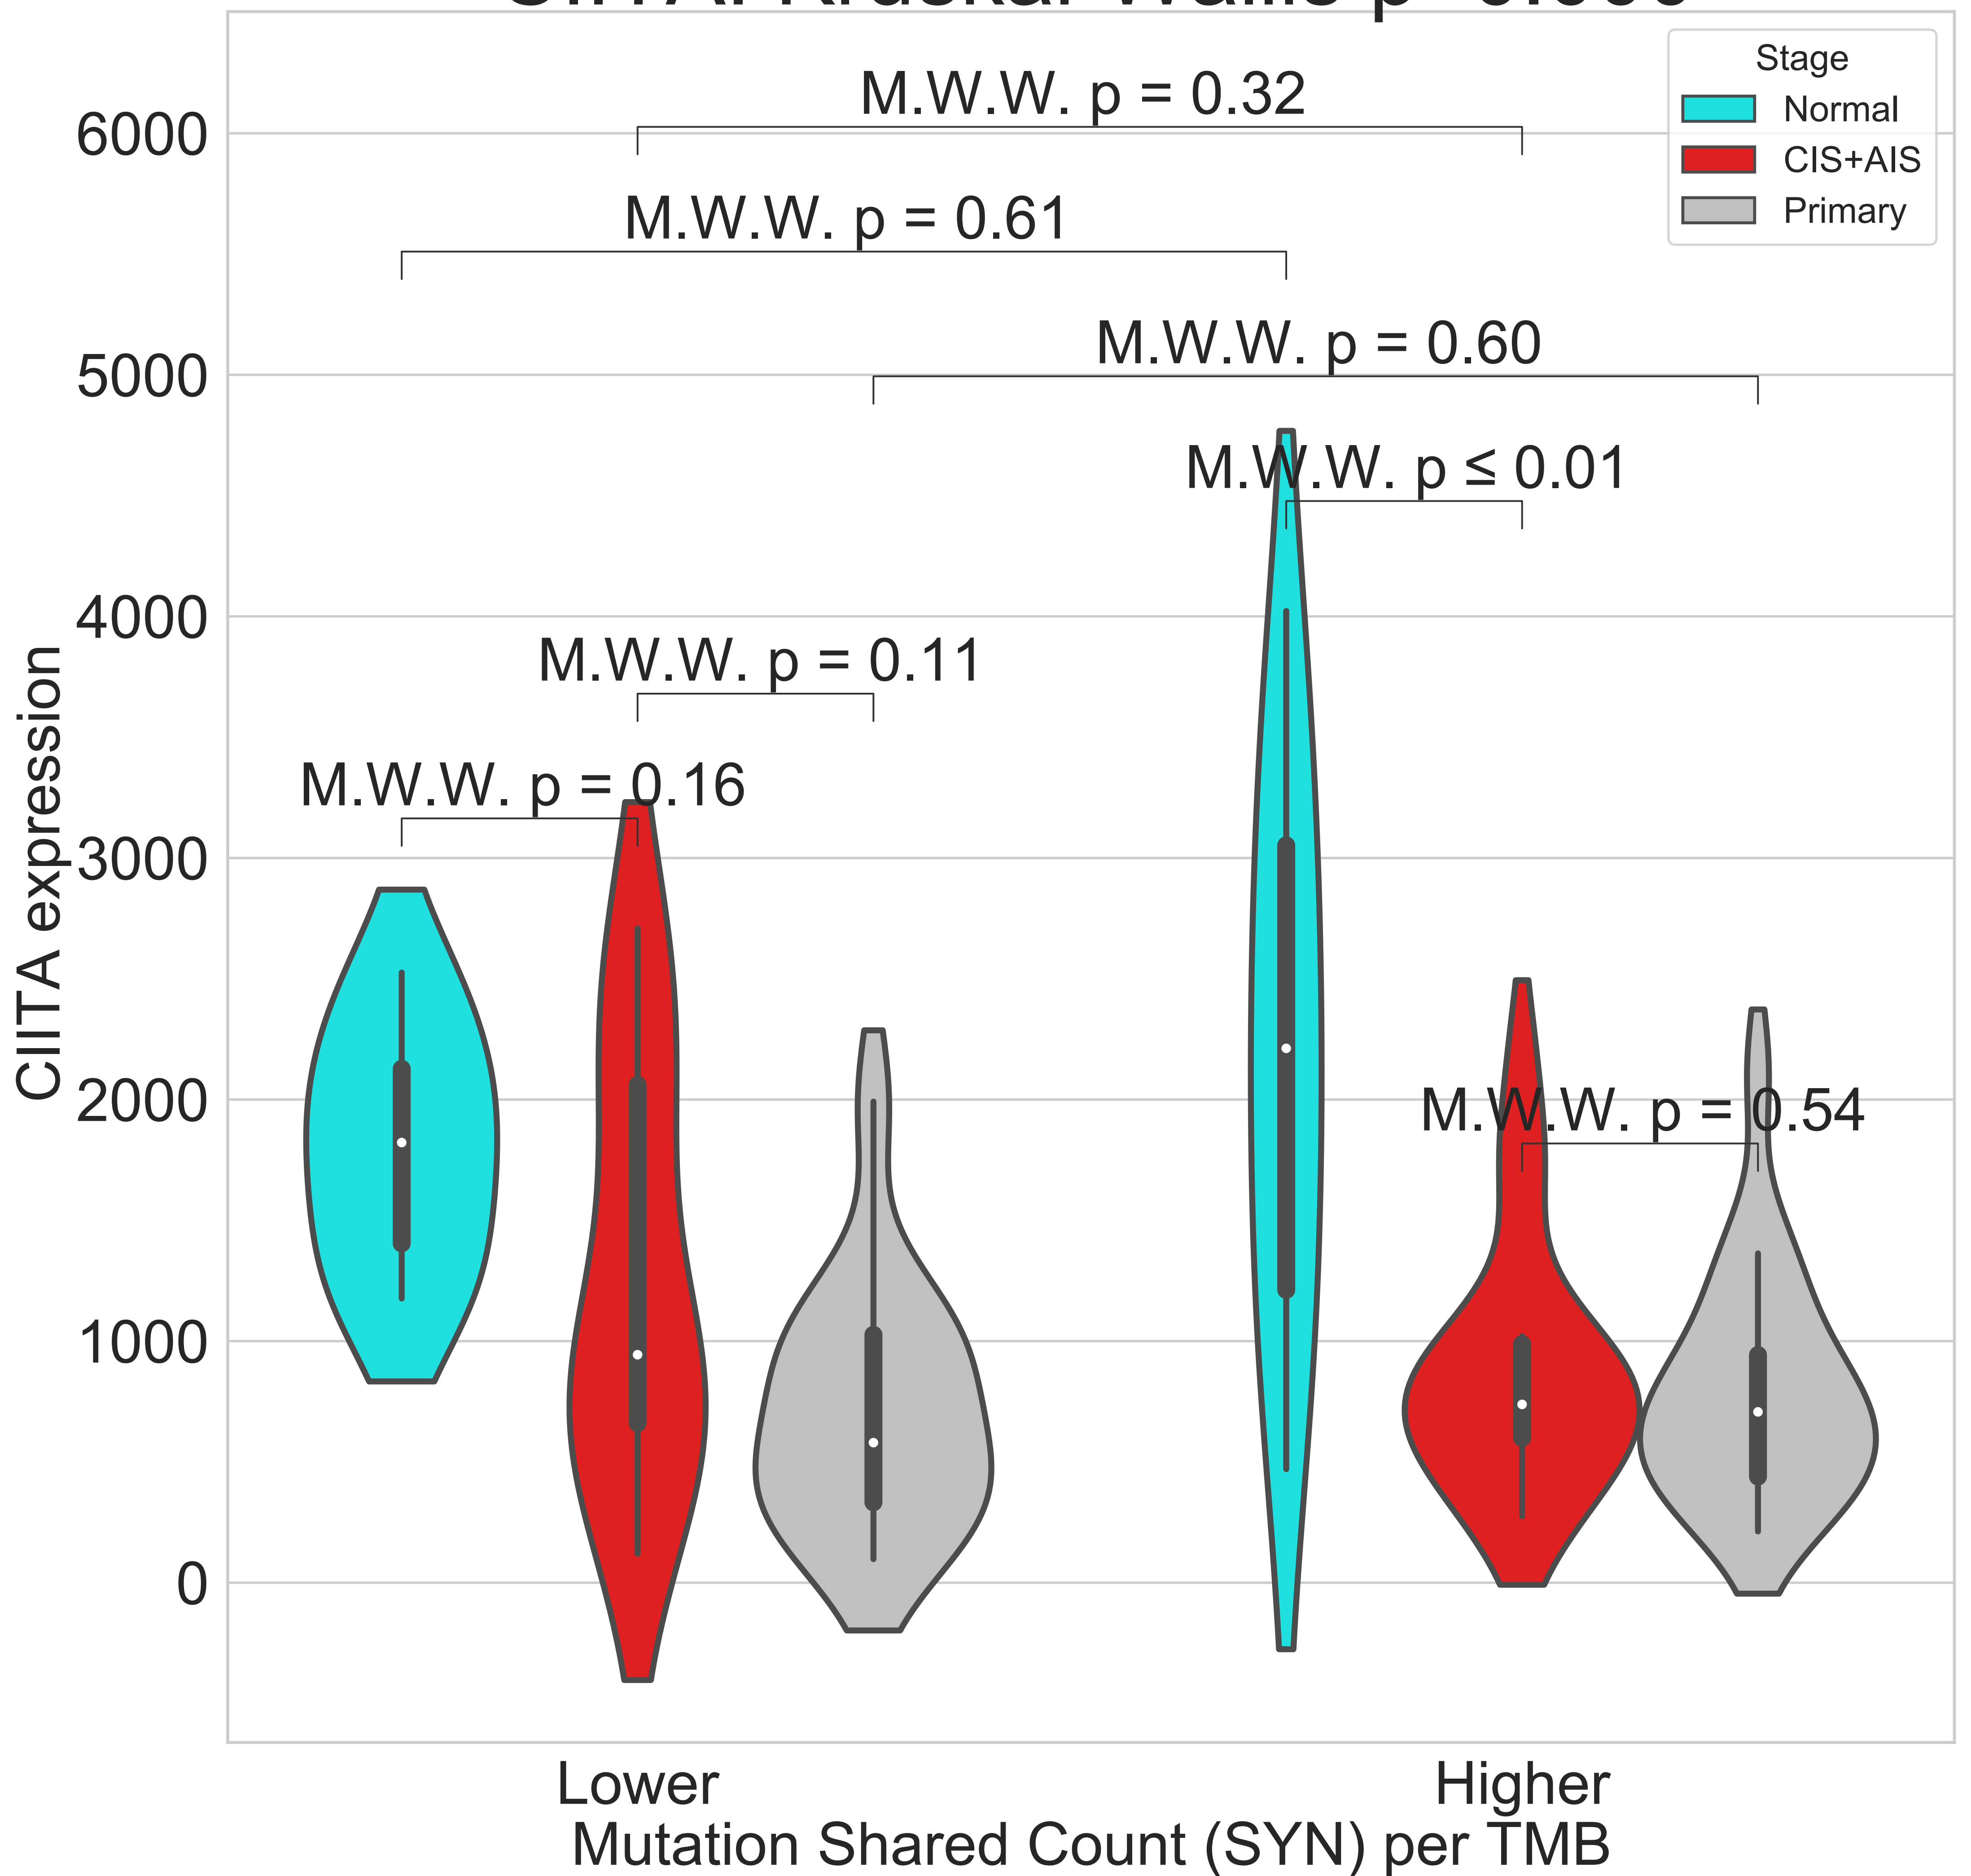 Stage
Normal
CIS+AIS
Primary
M.W.W. p = 0.32
M.W.W. p = 0.61
M.W.W. p = 0.60
M.W.W. p ≤ 0.01
M.W.W. p = 0.11
M.W.W. p = 0.16
M.W.W. p = 0.54
6000
5000
4000
3000
2000
1000
0
CIITA expression
Lower
Higher
Mutation Shared Count (SYN) per TMB